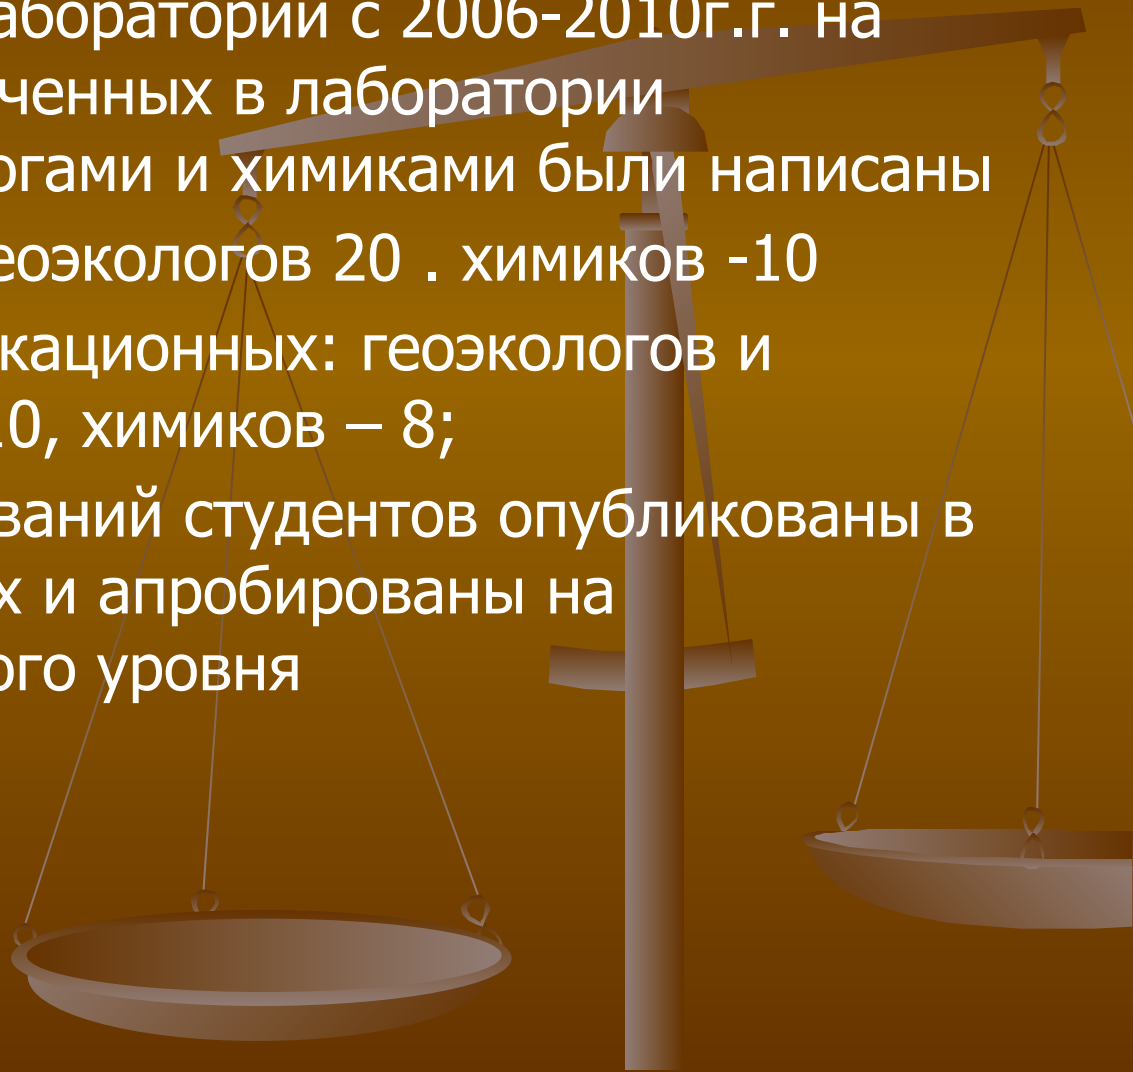 аборатории с 2006-2010г.г. на
ченных в лаборатории
огами и химиками были написаны
еоэкологов 20 . химиков -10
кационных: геоэкологов и
10, химиков – 8;
ваний студентов опубликованы в
х и апробированы на
ого уровня